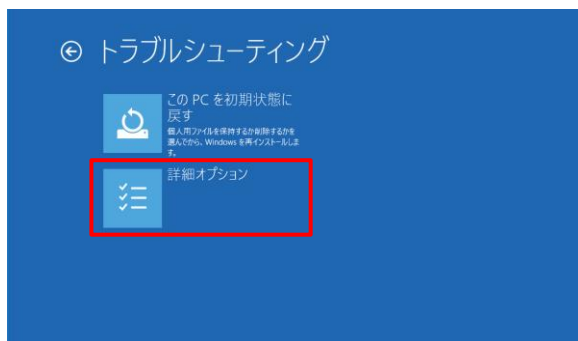 トラブルシューティング
この PC を初期状態に
戻す
個人用ファイルを保持するか削除するかを
選んでから、Windows を再インストールしま
す。
詳細オプション